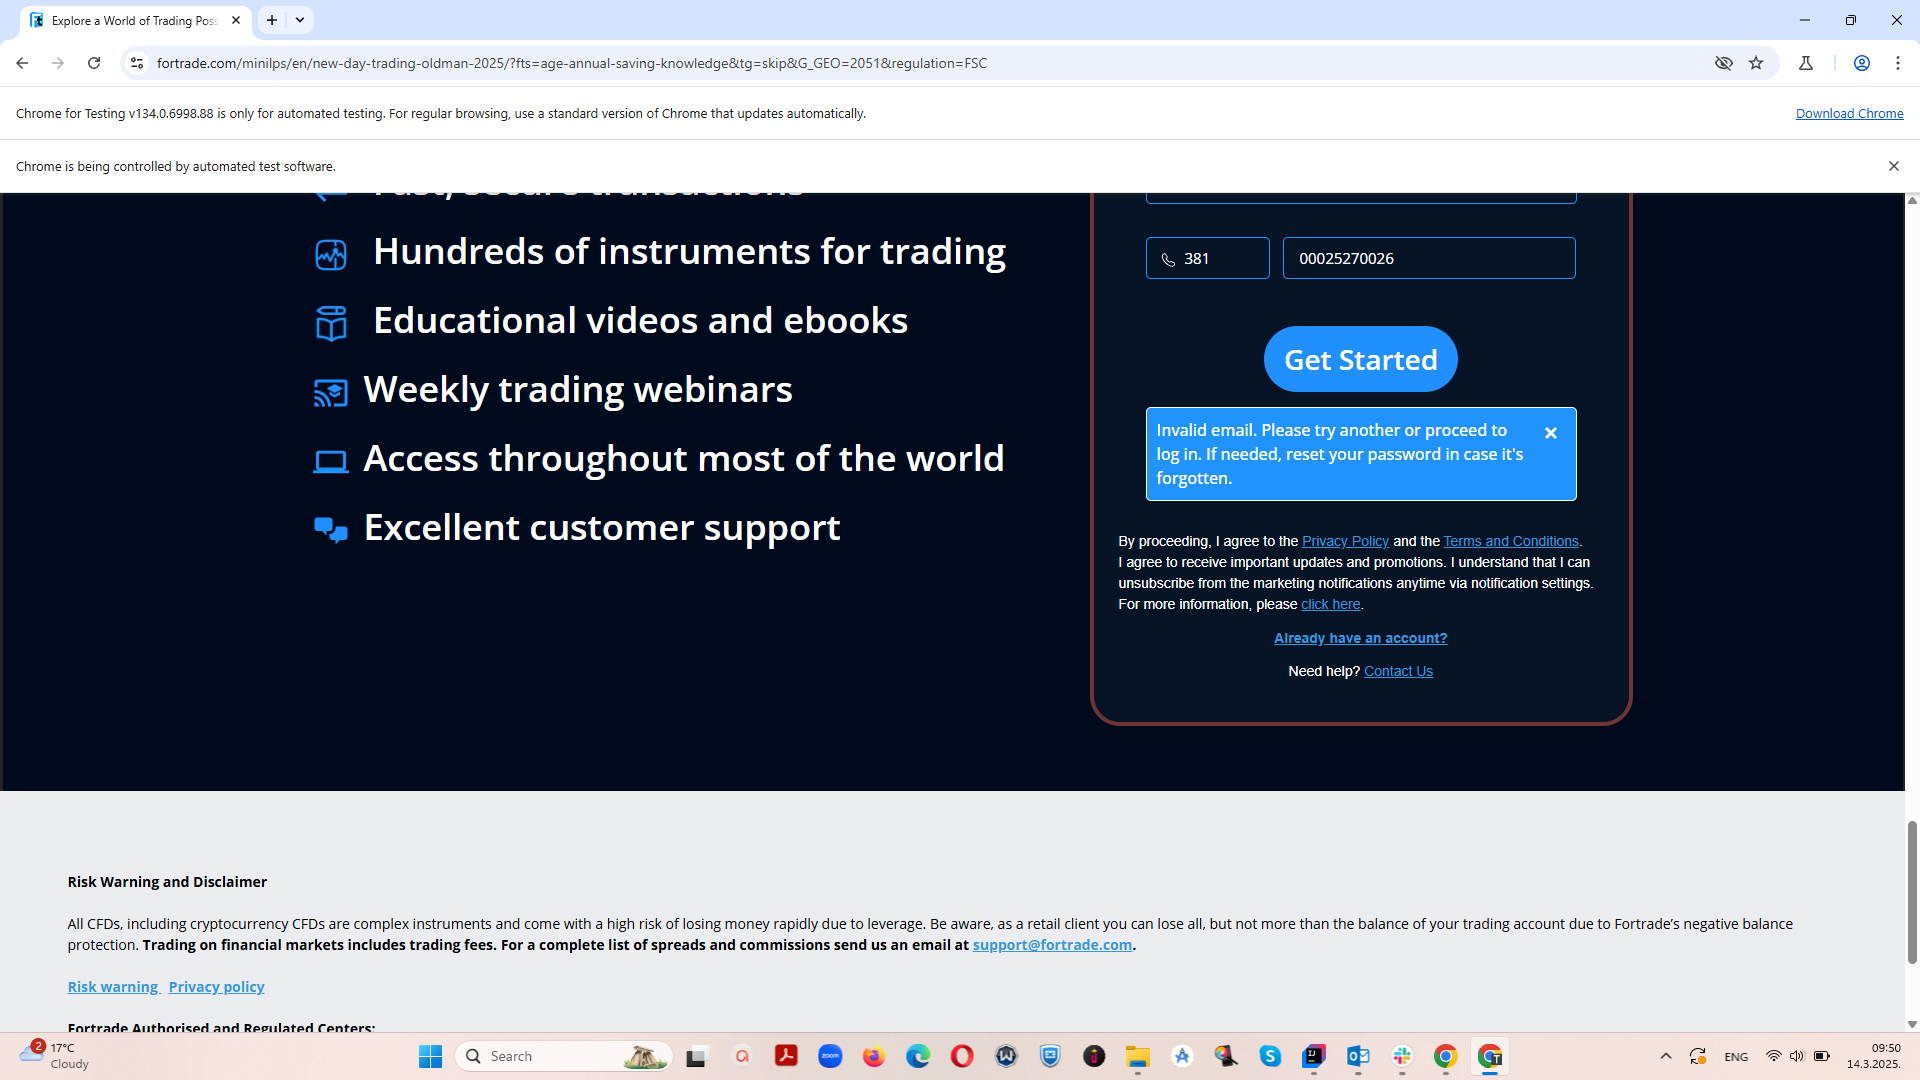 Explore a World of Trading Poss
fortrade.com/minilps/en/new-day-trading-oldman-2025/?fts=age-annual-saving-knowledge&tg=skip&G_GEO=2051&regulation=FSC
Chrome for Testing v134.0.6998.88 is only for automated testing. For regular browsing, use a standard version of Chrome that updates automatically.
Download Chrome
Chrome is being controlled by automated test software.
Fast, secure transactions
Hundreds of instruments for trading
Educational videos and ebooks
Weekly trading webinars
Access throughout most of the world
Excellent customer support
381
00025270026
Get Started
Invalid email. Please try another or proceed to
log in. If needed, reset your password in case it's
forgotten.
By proceeding, I agree to the Privacy Policy and the Terms and Conditions.
I agree to receive important updates and promotions. I understand that I can
unsubscribe from the marketing notifications anytime via notification settings.
For more information, please click here.
Already have an account?
Need help? Contact Us
Risk Warning and Disclaimer
All CFDs, including cryptocurrency CFDs are complex instruments and come with a high risk of losing money rapidly due to leverage. Be aware, as a retail client you can lose all, but not more than the balance of your trading account due to Fortrade’s negative balance
protection. Trading on financial markets includes trading fees. For a complete list of spreads and commissions send us an email at support@fortrade.com.
Risk warning Privacy policy
Fortrade Authorised and Regulated Centers:
2
17°C
Cloudy
Search
zoom
ENG
09:50
14.3.2025.